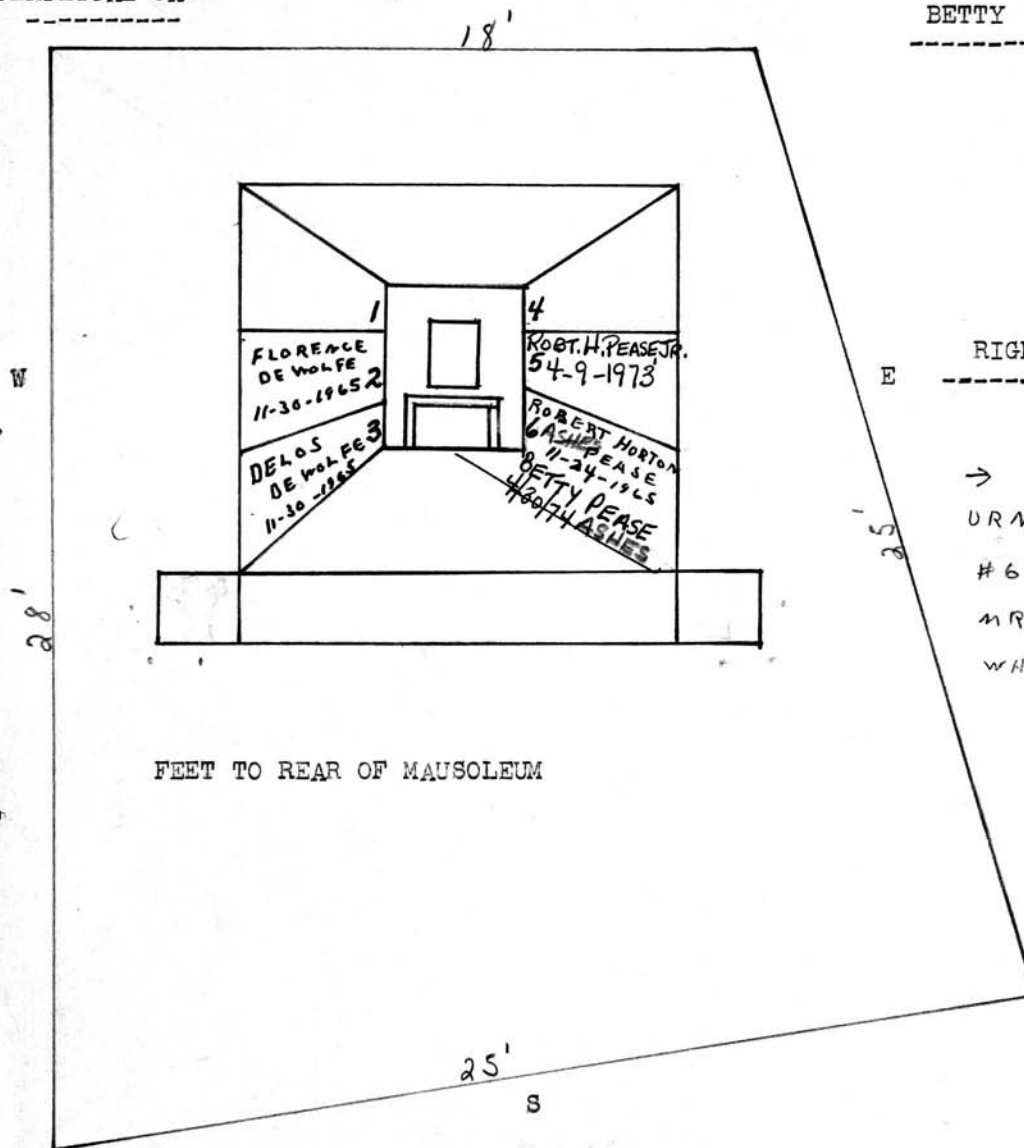 BETTY
18'
W
E
1
FLORENCE
DE WOLFE
11-30-1965 2
DELOS 3
DE WOLFE
11-30-1965
4
ROBT. H. PEASE JR.
5 4-9-1973
ROBERT HORTON
6 ASHES PEASE
11-24-1965
BETTY PEASE
4/30/74 ASHES
→
URN
#6
MR
25'
28'
FEET TO REAR OF MAUSOLEUM
25'
S